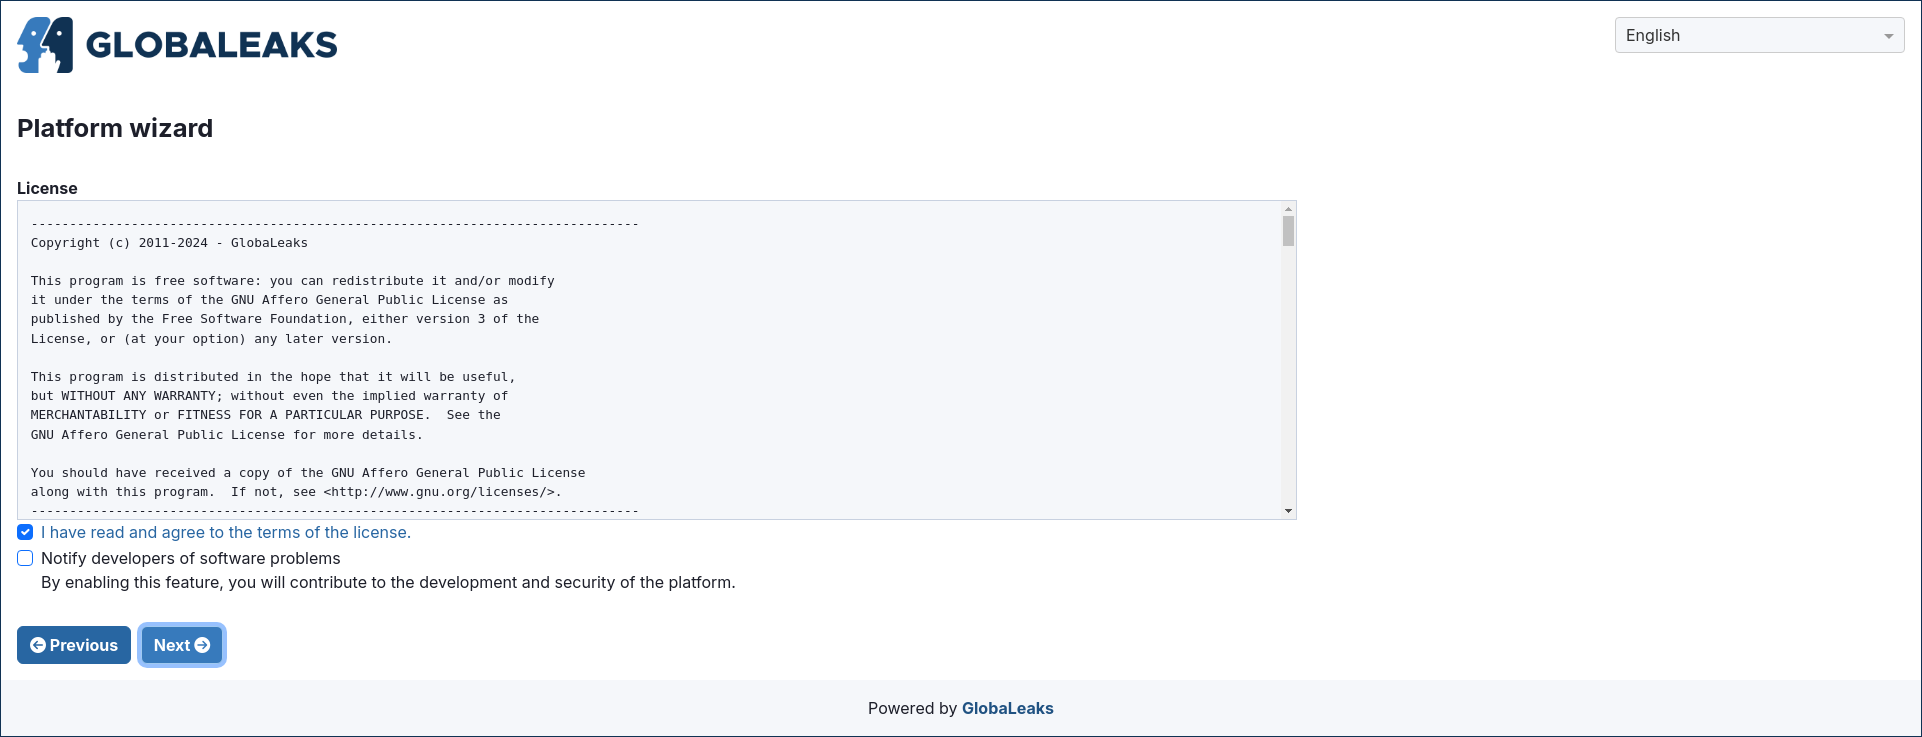 GLOBALEAKS
English
Platform wizard
License
-------------------------------------------------------------------------------
Copyright (c) 2011-2024 - GlobaLeaks
This program is free software: you can redistribute it and/or modify
it under the terms of the GNU Affero General Public License as
published by the Free Software Foundation, either version 3 of the
License, or (at your option) any later version.
This program is distributed in the hope that it will be useful,
but WITHOUT ANY WARRANTY; without even the implied warranty of
MERCHANTABILITY or FITNESS FOR A PARTICULAR PURPOSE.  See the
GNU Affero General Public License for more details.
You should have received a copy of the GNU Affero General Public License
along with this program.  If not, see <http://www.gnu.org/licenses/>.
-------------------------------------------------------------------------------
I have read and agree to the terms of the license.
Notify developers of software problems
By enabling this feature, you will contribute to the development and security of the platform.
Previous Next
Powered by GlobaLeaks